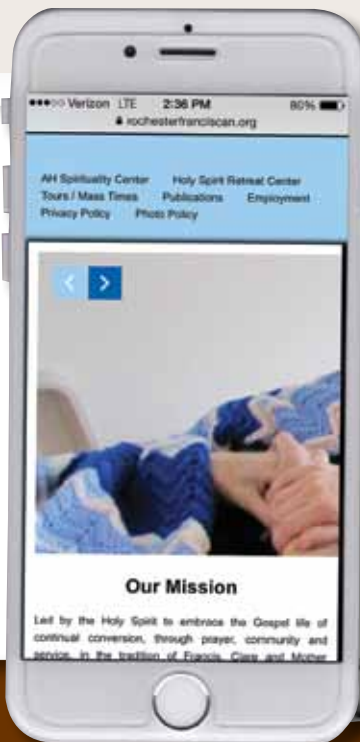 Verizon LTE 2:36 PM 80%
rochesterfranciscan.org
AH Spirituality Center Holy Spirit Retreat Center
Tours / Mass Times Publications Employment
Privacy Policy Photo Policy
Our Mission
Led by the Holy Spirit to embrace the Gospel life of
continual conversion, through prayer, community and
service, in the tradition of Francis, Clare and Mother